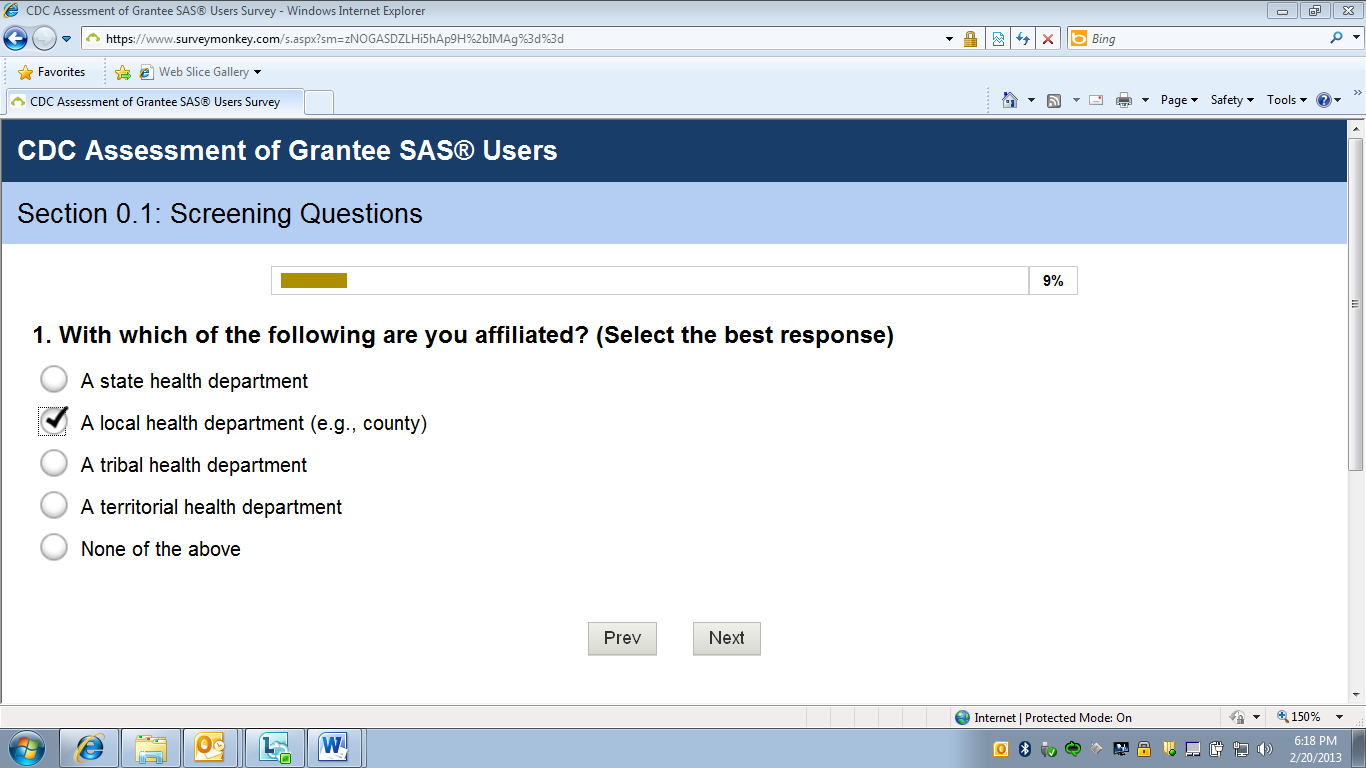 CDC Assessment of Grantee SAS® Users Survey - Windows Internet Explorer
https://www.surveymonkey.com/s.aspx?sm=zNOGASDZLHi5hAp9H%2bIMAg%3d%3d
Bing
Favorites
Web Slice Gallery
CDC Assessment of Grantee SAS® Users Survey
Page
Safety
Tools
CDC Assessment of Grantee SAS® Users
Section 0.1: Screening Questions
9%
1. With which of the following are you affiliated? (Select the best response)
A state health department
A local health department (e.g., county)
A tribal health department
A territorial health department
None of the above
Prev
Next
Internet | Protected Mode: On
150%
6:18 PM
2/20/2013